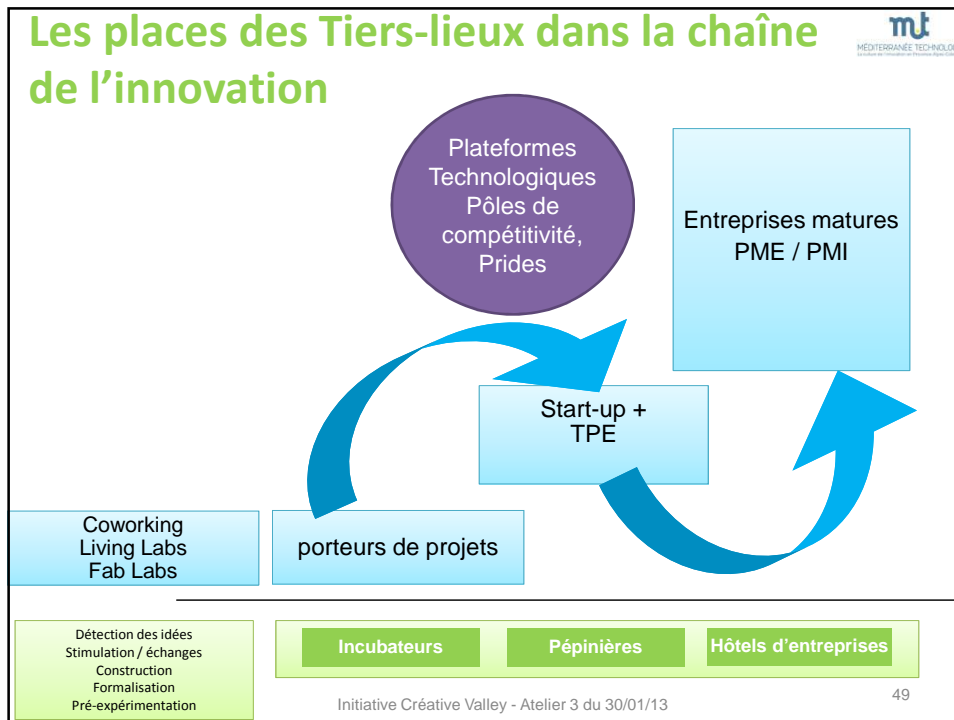 Les places des Tiers-lieux dans la chaîne
de l'innovation
mt
MÉDITERRANÉE TECHNOLO
Plateformes
Technologiques
Pôles de
compétitivité,
Prides
Entreprises matures
PME / PMI
Start-up +
TPE
Coworking
Living Labs
Fab Labs
porteurs de projets
Détection des idées
Stimulation / échanges
Construction
Formalisation
Pré-expérimentation
Incubateurs
Pépinières
Hôtels d'entreprises
Initiative Créative Valley - Atelier 3 du 30/01/13
49